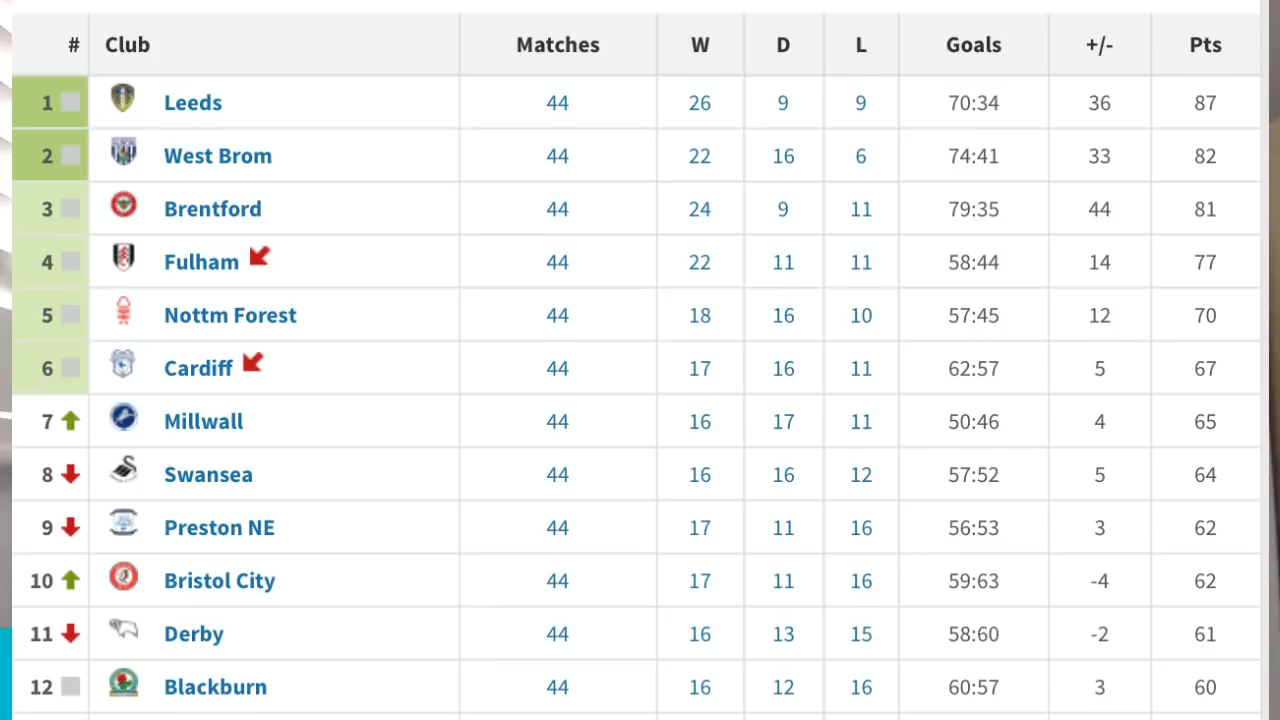 # Club Matches W D L Goals +/- Pts
1 Leeds 44 26 9 9 70:34 36 87
2 West Brom 44 22 16 6 74:41 33 82
3 Brentford 44 24 9 11 79:35 44 81
4 Fulham 44 22 11 11 58:44 14 77
5 Nottm Forest 44 18 16 10 57:45 12 70
6 Cardiff 44 17 16 11 62:57 5 67
7 Millwall 44 16 17 11 50:46 4 65
8 Swansea 44 16 16 12 57:52 5 64
9 Preston NE 44 17 11 16 56:53 3 62
10 Bristol City 44 17 11 16 59:63 -4 62
11 Derby 44 16 13 15 58:60 -2 61
12 Blackburn 44 16 12 16 60:57 3 60